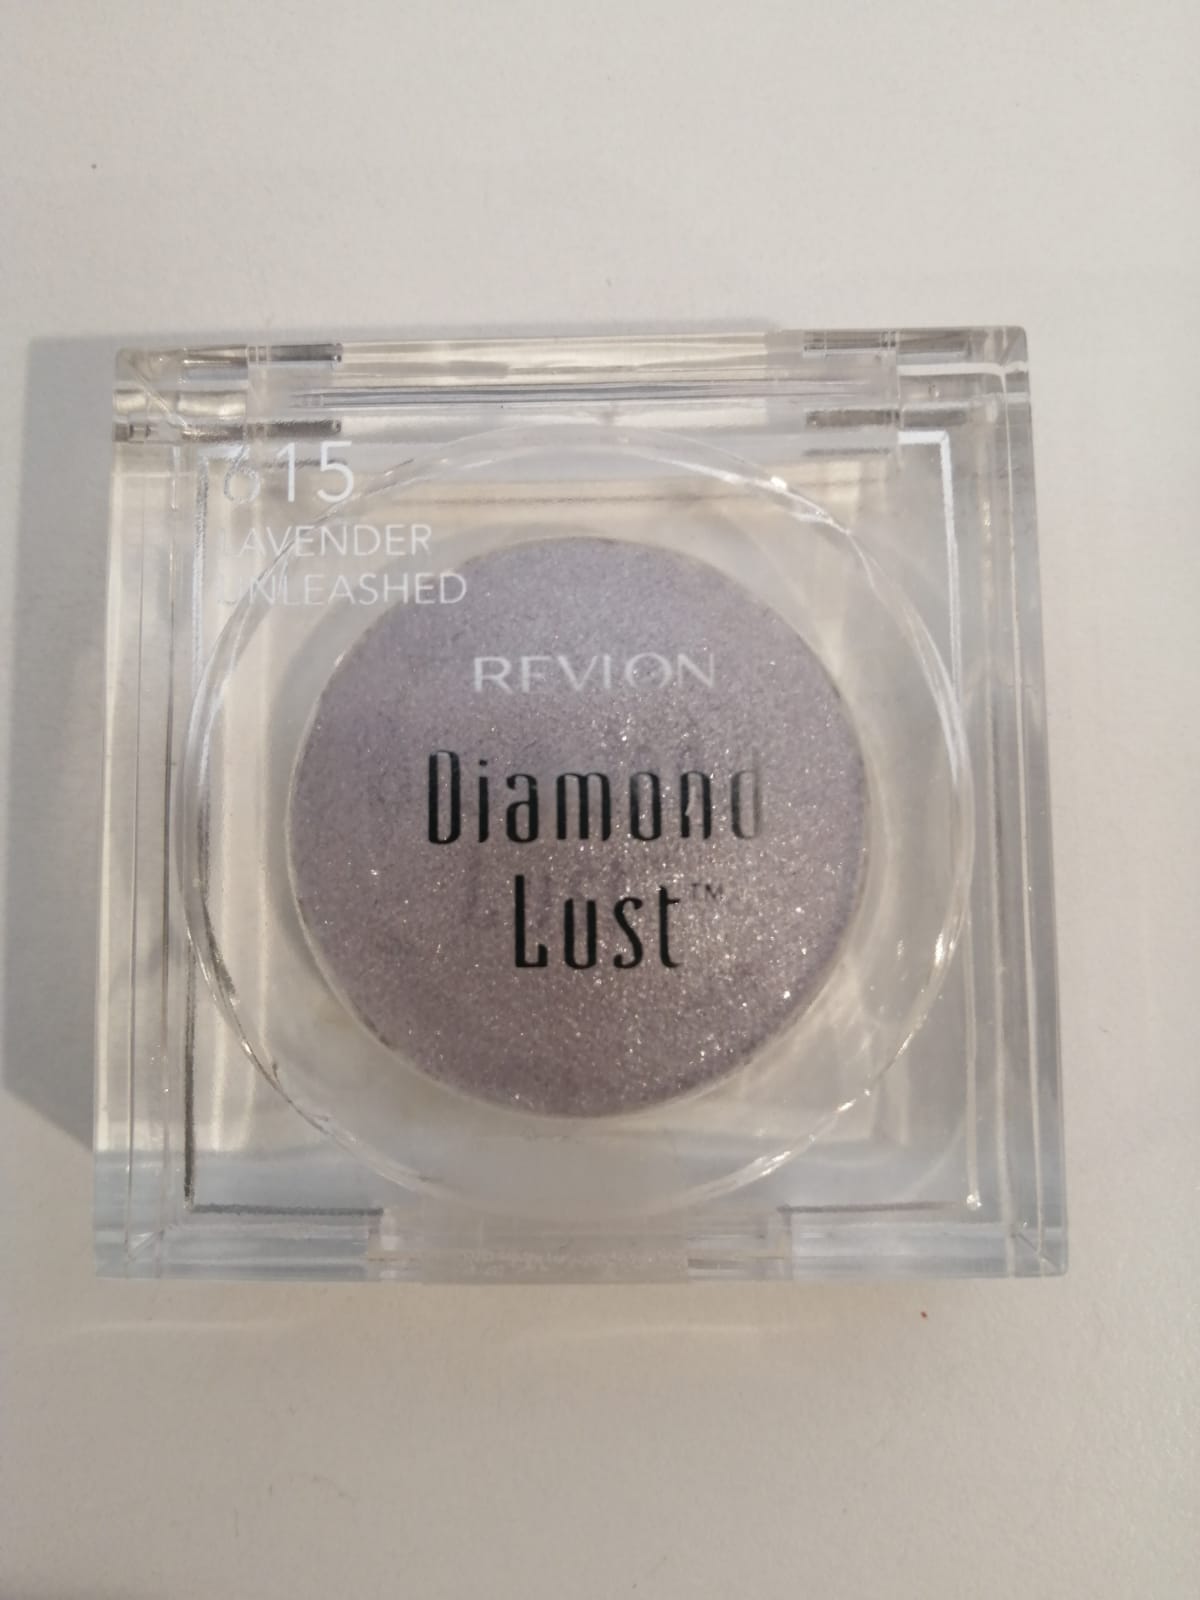 615
LAVENDER
UNLEASHED
REVLON
Diamond
Lust™